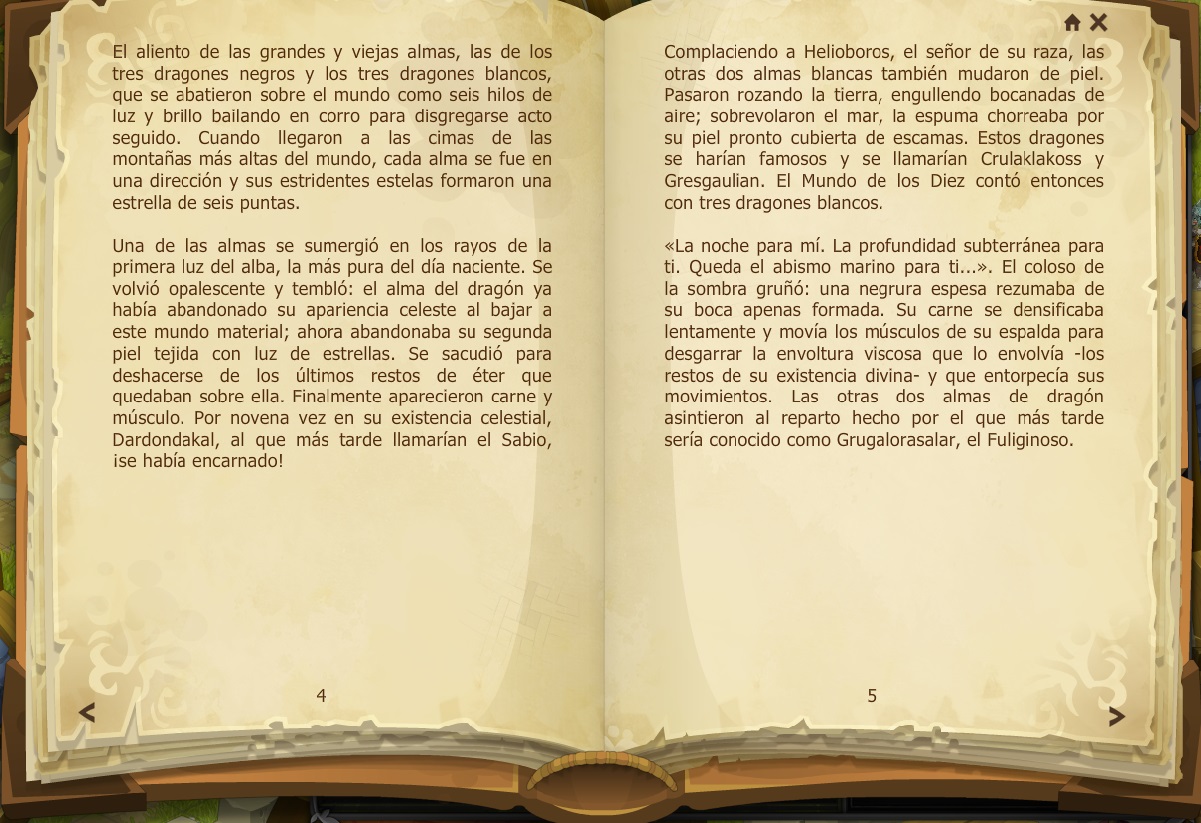 El aliento de las grandes y viejas almas, las de los
tres dragones negros y los tres dragones blancos,
que se abatieron sobre el mundo como seis hilos de
luz y brillo bailando en corro para disgregarse acto
seguido. Cuando llegaron a las cimas de las
montañas más altas del mundo, cada alma se fue en
una dirección y sus estridentes estelas formaron una
estrella de seis puntas.
Una de las almas se sumergió en los rayos de la
primera luz del alba, la más pura del día naciente. Se
volvió opalescente y tembló: el alma del dragón ya
había abandonado su apariencia celeste al bajar a
este mundo material; ahora abandonaba su segunda
piel tejida con luz de estrellas. Se sacudió para
deshacerse de los últimos restos de éter que
quedaban sobre ella. Finalmente aparecieron carne y
músculo. Por novena vez en su existencia celestial,
Dardondakal, al que más tarde llamarían el Sabio,
¡se había encarnado!
4
Complaciendo a Helioboros, el señor de su raza, las
otras dos almas blancas también mudaron de piel.
Pasaron rozando la tierra, engullendo bocanadas de
aire; sobrevolaron el mar, la espuma chorreaba por
su piel pronto cubierta de escamas. Estos dragones
se harían famosos y se llamarían Crulaklakoss y
Gresgaulian. El Mundo de los Diez contó entonces
con tres dragones blancos.
«La noche para mí. La profundidad subterránea para
ti. Queda el abismo marino para ti...». El coloso de
la sombra gruñó: una negrura espesa rezumaba de
su boca apenas formada. Su carne se densificaba
lentamente y movía los músculos de su espalda para
desgarrar la envoltura viscosa que lo envolvía -los
restos de su existencia divina- y que entorpecía sus
movimientos. Las otras dos almas de dragón
asintieron al reparto hecho por el que más tarde
sería conocido como Grugalorasalar, el Fuliginoso.
5